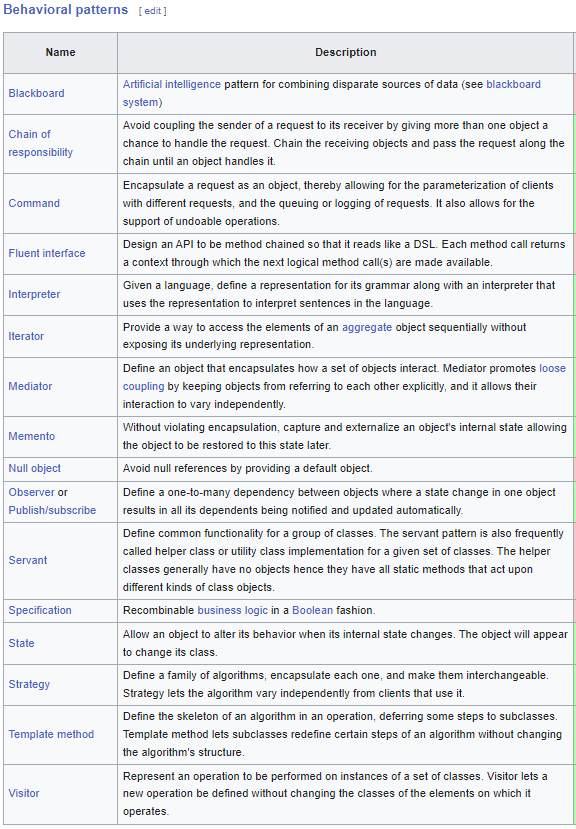 Behavioral patterns [ edit ]
Name Description
Blackboard
Artificial intelligence pattern for combining disparate sources of data (see blackboard
system)
Chain of
responsibility
Avoid coupling the sender of a request to its receiver by giving more than one object a
chance to handle the request. Chain the receiving objects and pass the request along the
chain until an object handles it.
Command
Encapsulate a request as an object, thereby allowing for the parameterization of clients
with different requests, and the queuing or logging of requests. It also allows for the
support of undoable operations.
Fluent interface
Design an API to be method chained so that it reads like a DSL. Each method call returns
a context through which the next logical method call(s) are made available.
Interpreter
Given a language, define a representation for its grammar along with an interpreter that
uses the representation to interpret sentences in the language.
Iterator
Provide a way to access the elements of an aggregate object sequentially without
exposing its underlying representation.
Mediator
Define an object that encapsulates how a set of objects interact. Mediator promotes loose
coupling by keeping objects from referring to each other explicitly, and it allows their
interaction to vary independently.
Memento
Without violating encapsulation, capture and externalize an object's internal state allowing
the object to be restored to this state later.
Null object
Avoid null references by providing a default object.
Observer or
Publish/subscribe
Define a one-to-many dependency between objects where a state change in one object
results in all its dependents being notified and updated automatically.
Servant
Define common functionality for a group of classes. The servant pattern is also frequently
called helper class or utility class implementation for a given set of classes. The helper
classes generally have no objects hence they have all static methods that act upon
different kinds of class objects.
Specification
Recombinable business logic in a Boolean fashion.
State
Allow an object to alter its behavior when its internal state changes. The object will appear
to change its class.
Strategy
Define a family of algorithms, encapsulate each one, and make them interchangeable.
Strategy lets the algorithm vary independently from clients that use it.
Template method
Define the skeleton of an algorithm in an operation, deferring some steps to subclasses.
Template method lets subclasses redefine certain steps of an algorithm without changing
the algorithm's structure.
Visitor
Represent an operation to be performed on instances of a set of classes. Visitor lets a
new operation be defined without changing the classes of the elements on which it
operates.